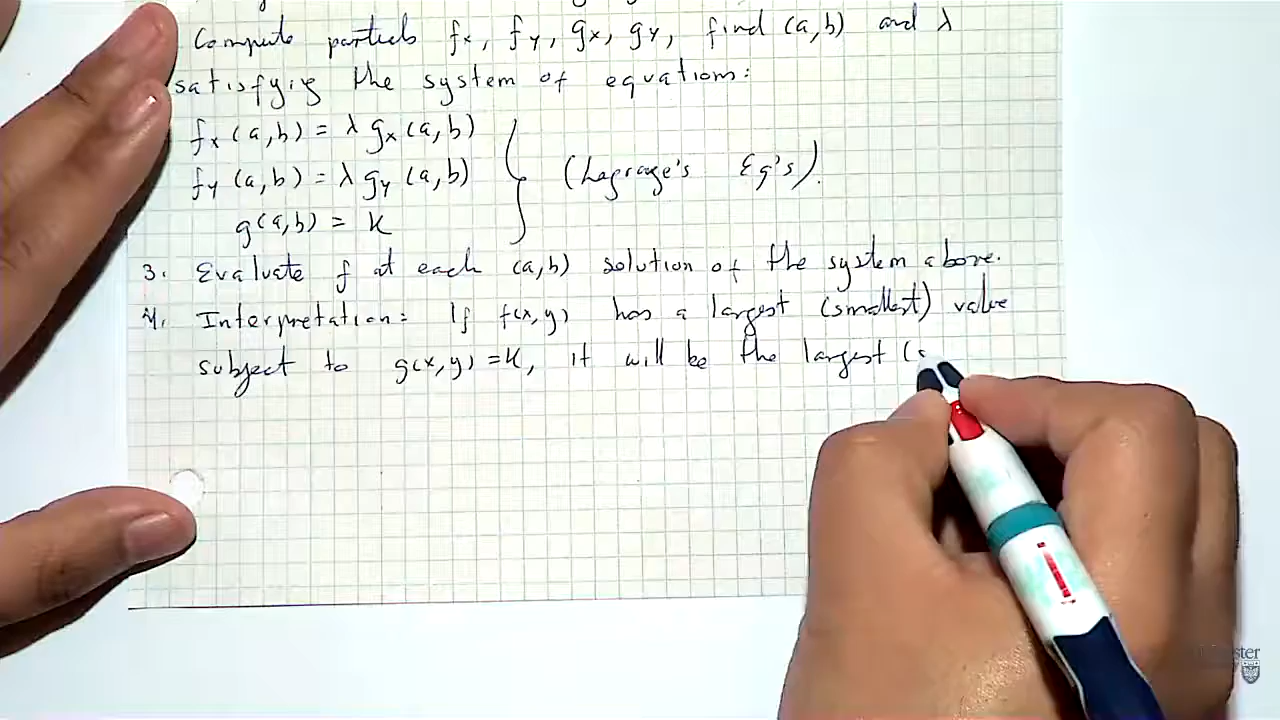 Compute partials fx, fy, gx, gy, find (a,b) and λ
satisfying the system of equations:
fx (a,b) = λ gx (a,b)
fy (a,b) = λ gy (a,b) (Lagrange's Eq's).
g(a,b) = K
3. Evaluate f at each (a,b) solution of the system above.
4. Interpretation: If f(x,y) has a largest (smallest) value
subject to g(x,y) = K, it will be the largest (s